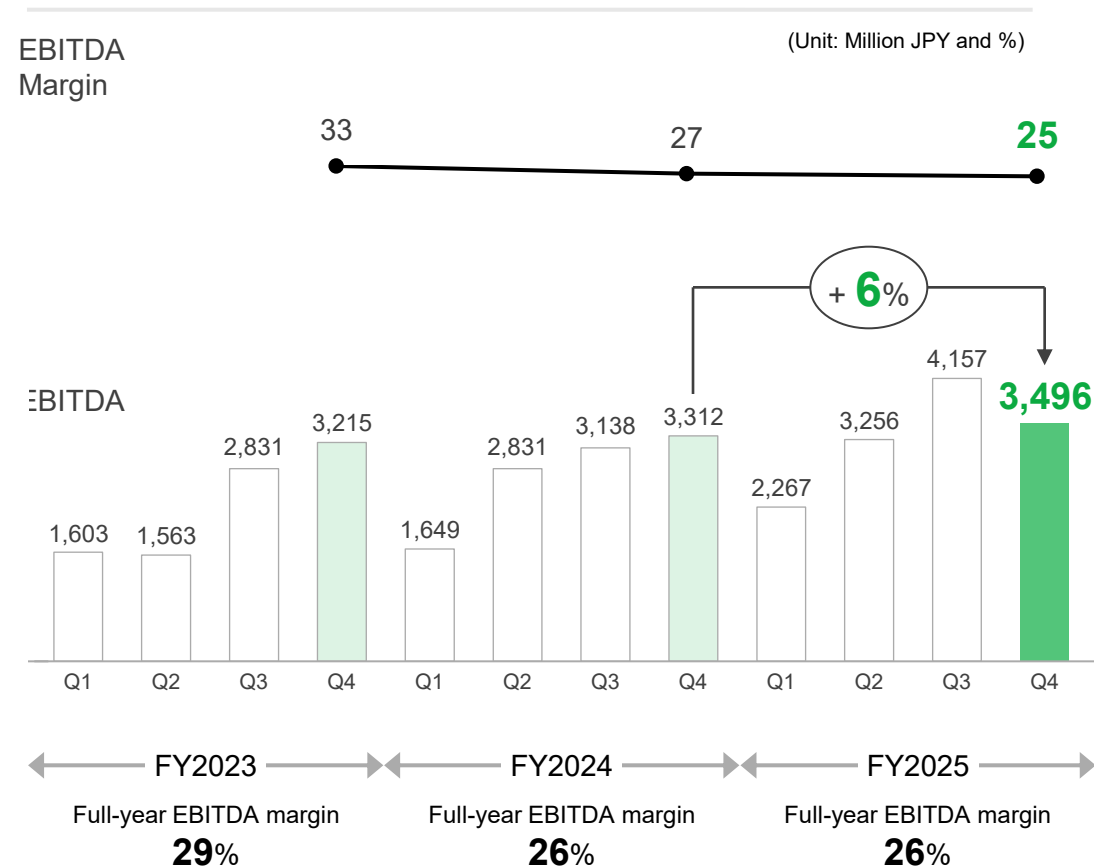 (Unit: Million JPY and %)
EBITDA
Margin
33
27
25
+ 6%
EBITDA
1,603
1,563
2,831
3,215
1,649
2,831
3,138
3,312
2,267
3,256
4,157
3,496
Q1 Q2 Q3 Q4 Q1 Q2 Q3 Q4 Q1 Q2 Q3 Q4
FY2023 FY2024 FY2025
Full-year EBITDA margin Full-year EBITDA margin Full-year EBITDA margin
29% 26% 26%